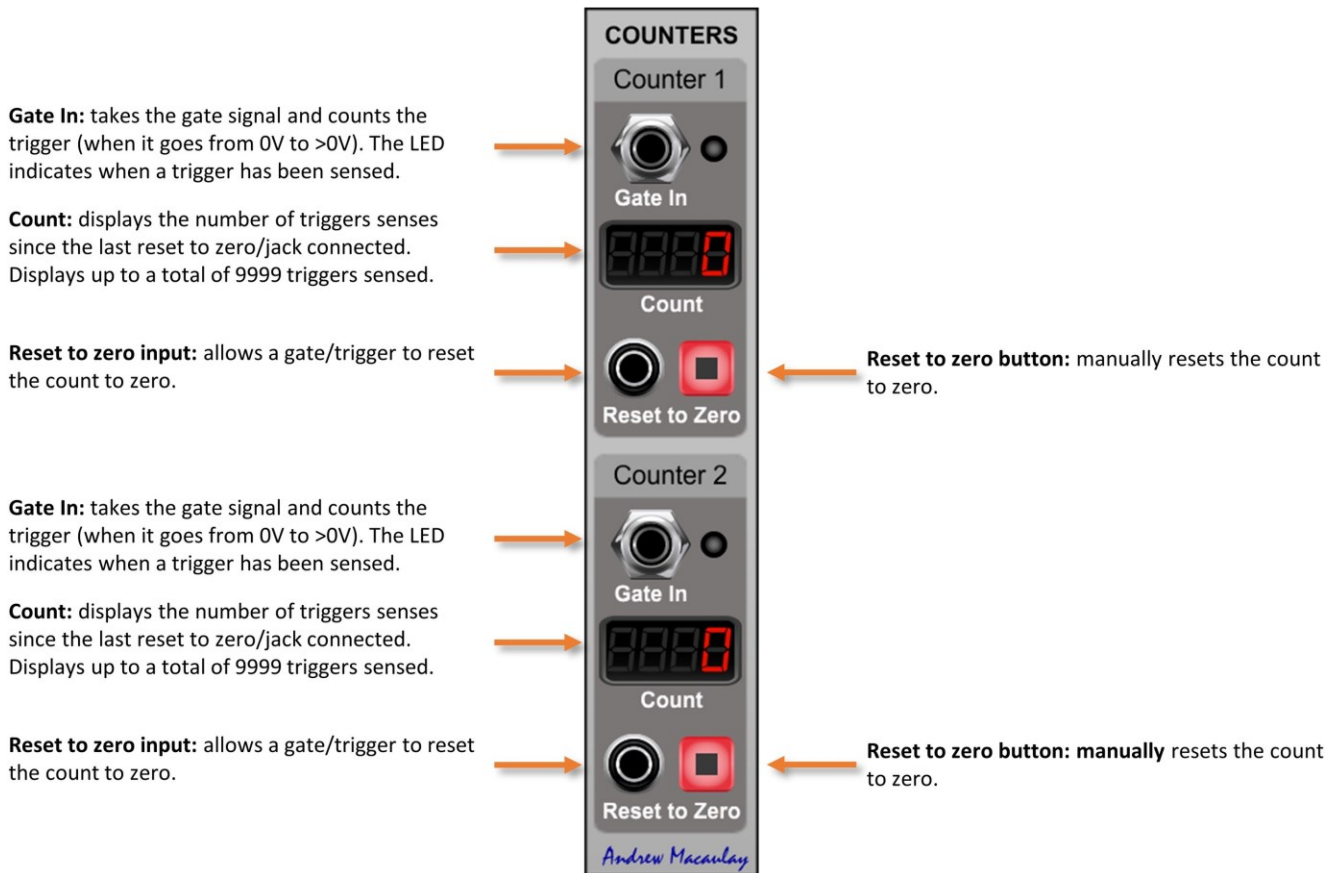 COUNTERS
Counter 1
Gate In: takes the gate signal and counts the
trigger (when it goes from 0V to >0V). The LED
indicates when a trigger has been sensed.
Gate In
Count: displays the number of triggers senses
since the last reset to zero/jack connected.
Displays up to a total of 9999 triggers sensed.
0
Count
Reset to zero input: allows a gate/trigger to reset
the count to zero.
Reset to zero button: manually resets the count
to zero.
Reset to Zero
Counter 2
Gate In: takes the gate signal and counts the
trigger (when it goes from 0V to >0V). The LED
indicates when a trigger has been sensed.
Gate In
Count: displays the number of triggers senses
since the last reset to zero/jack connected.
Displays up to a total of 9999 triggers sensed.
0
Count
Reset to zero input: allows a gate/trigger to reset
the count to zero.
Reset to zero button: manually resets the count
to zero.
Reset to Zero
Andrew Macaulay